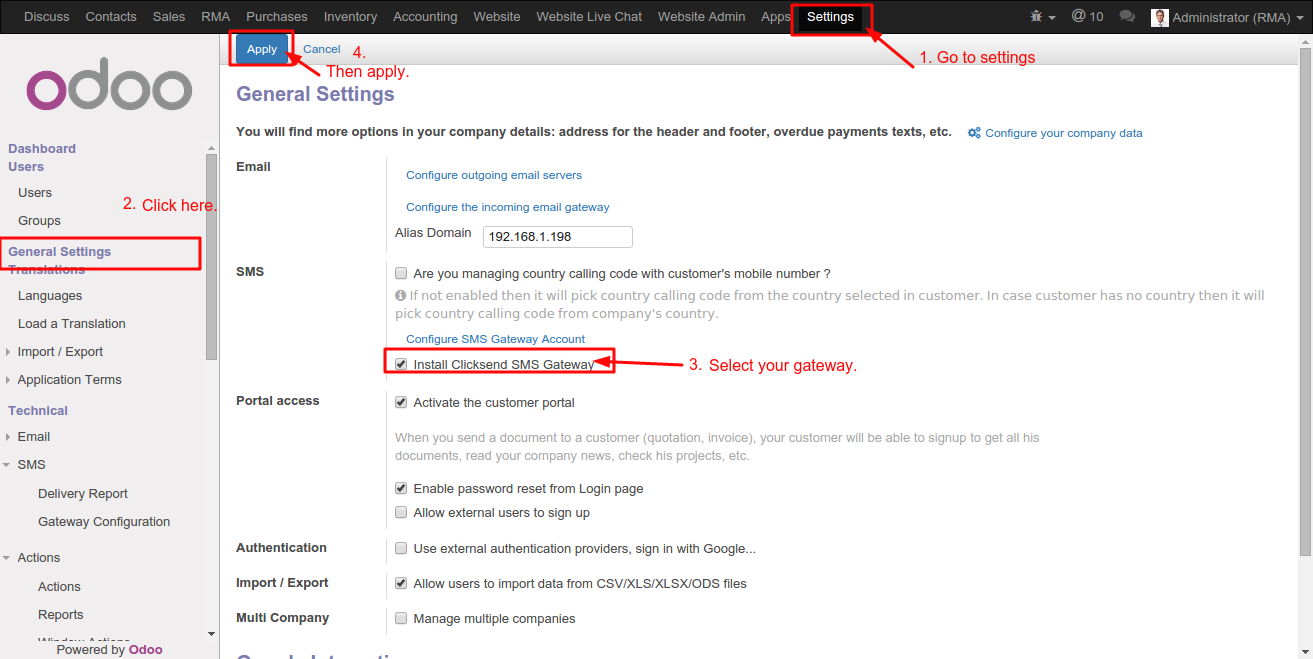 Discuss Contacts Sales RMA Purchases Inventory Accounting Website Website Live Chat Website Admin Apps Settings @ 10 Administrator (RMA)
Apply Cancel 4.
Then apply.
1. Go to settings
odoo
General Settings
You will find more options in your company details: address for the header and footer, overdue payments texts, etc. Configure your company data
Dashboard
Users
Users
2. Click here.
Groups
General Settings
Translations
Languages
Load a Translation
Import / Export
Application Terms
Technical
Email
SMS
Delivery Report
Gateway Configuration
Actions
Actions
Reports
Window Actions
Powered by Odoo
Email
Configure outgoing email servers
Configure the incoming email gateway
Alias Domain 192.168.1.198
SMS
Are you managing country calling code with customer's mobile number ?
If not enabled then it will pick country calling code from the country selected in customer. In case customer has no country then it will
pick country calling code from company's country.
Configure SMS Gateway Account
Install Clicksend SMS Gateway
3. Select your gateway.
Portal access
Activate the customer portal
When you send a document to a customer (quotation, invoice), your customer will be able to signup to get all his
documents, read your company news, check his projects, etc.
Enable password reset from Login page
Allow external users to sign up
Authentication
Use external authentication providers, sign in with Google...
Import / Export
Allow users to import data from CSV/XLS/XLSX/ODS files
Multi Company
Manage multiple companies